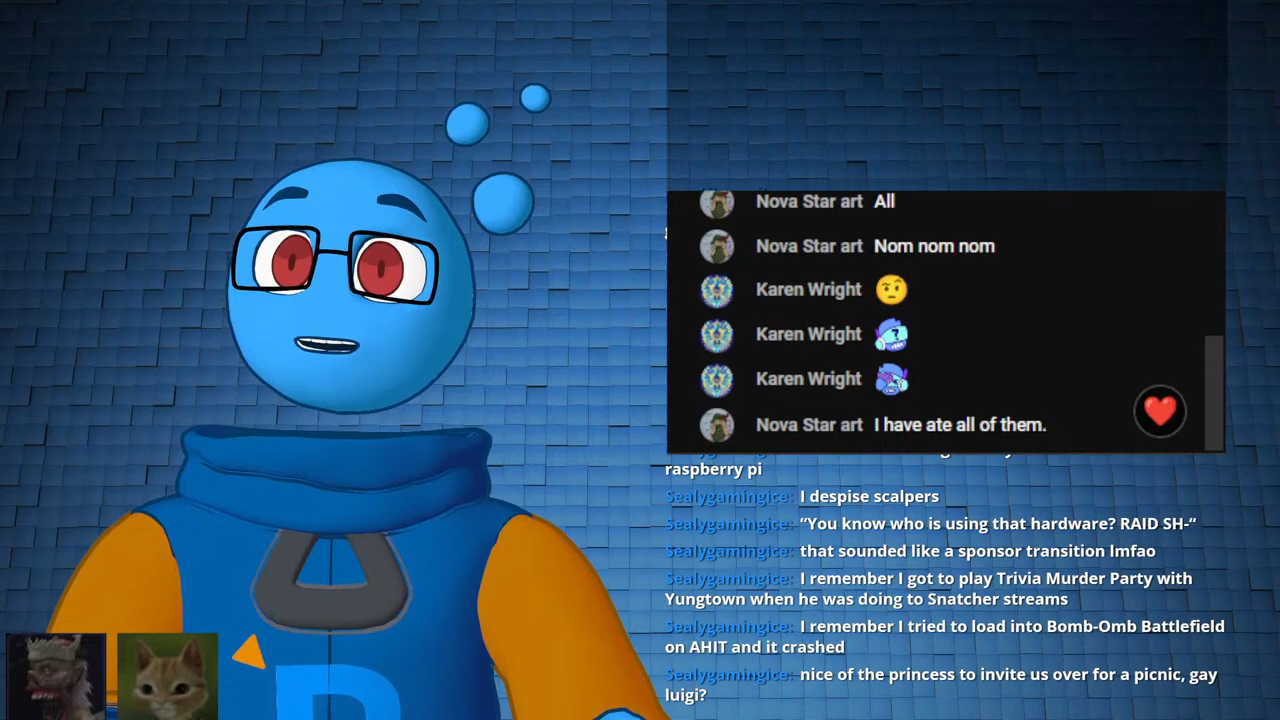 Nova Star art All
Nova Star art Nom nom nom
Karen Wright
Karen Wright
Karen Wright
Nova Star art I have ate all of them.
raspberry pi
Sealygamingice: I despise scalpers
Sealygamingice: “You know who is using that hardware? RAID SH-“
Sealygamingice: that sounded like a sponsor transition lmfao
Sealygamingice: I remember I got to play Trivia Murder Party with
Yungtown when he was doing to Snatcher streams
Sealygamingice: I remember I tried to load into Bomb-Omb Battlefield
on AHIT and it crashed
Sealygamingice: nice of the princess to invite us over for a picnic, gay
luigi?